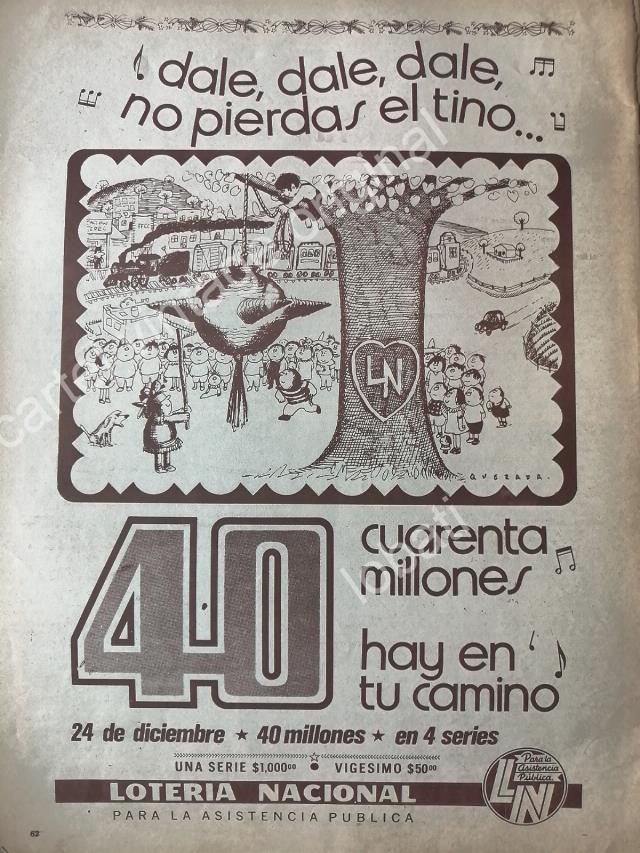 dale, dale, dale,
no pierdas el tino...
LN
QUEZADA.
40
cuarenta
millones
hay en
tu camino
24 de diciembre ★ 40 millones ★ en 4 series
UNA SERIE $1,000.00 ● VIGESIMO $50.00
LOTERIA NACIONAL
PARA LA ASISTENCIA PUBLICA
Para la
Asistencia
Pública
LN
62